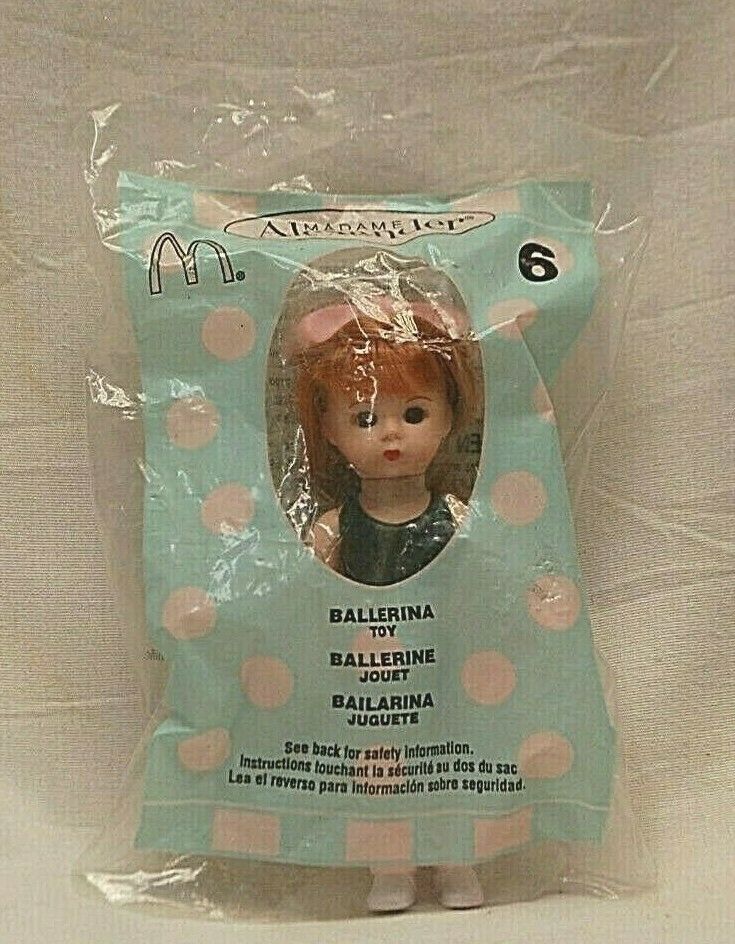 MADAME
Alexander
M
6
BALLERINA
TOY
BALLERINE
JOUET
BAILARINA
JUGUETE
See back for safety information.
Instructions touchant la sécurité au dos du sac
Lea el reverso para información sobre seguridad.